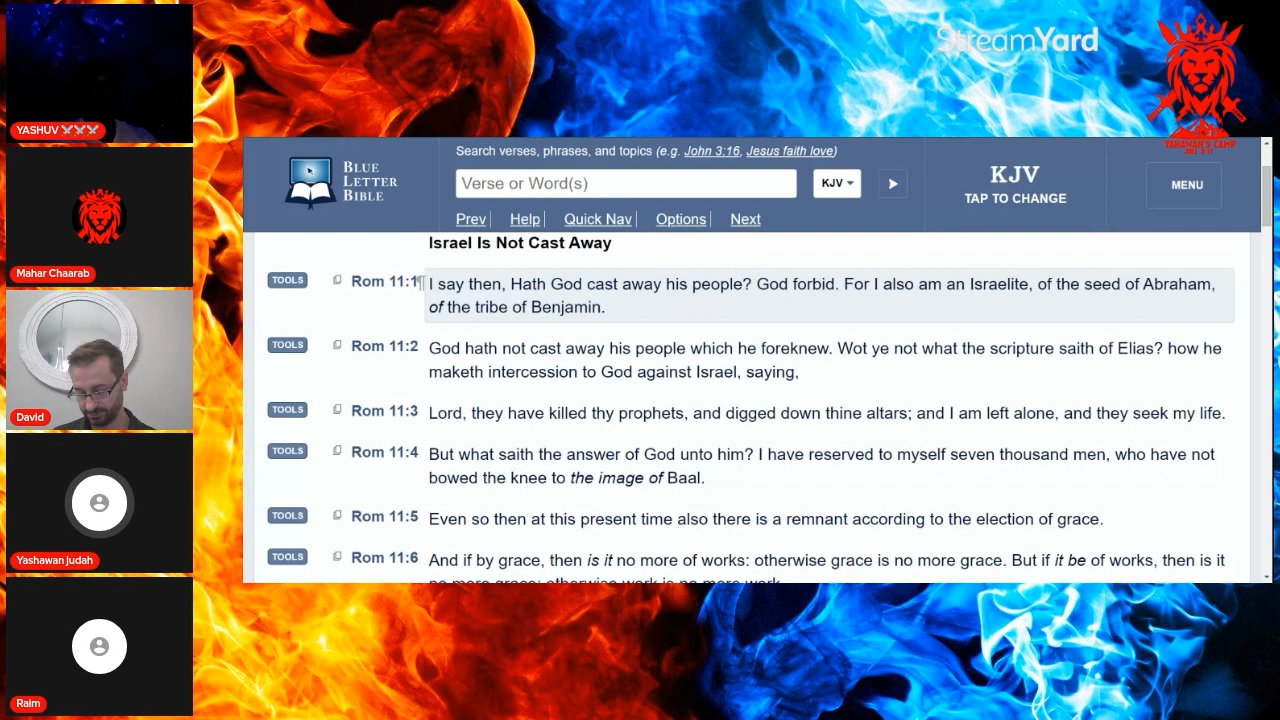 StreamYard
YAHAWAH'S CAMP
YASHUV
Mahar Chaarab
David
Yashawan judah
Raim
BLUE
LETTER
BIBLE
Search verses, phrases, and topics (e.g. John 3:16, Jesus faith love)
Verse or Word(s)
KJV
Prev | Help | Quick Nav | Options | Next
KJV
TAP TO CHANGE
MENU
Israel Is Not Cast Away
TOOLS Rom 11:1 ¶ I say then, Hath God cast away his people? God forbid. For I also am an Israelite, of the seed of Abraham,
of the tribe of Benjamin.
TOOLS Rom 11:2 God hath not cast away his people which he foreknew. Wot ye not what the scripture saith of Elias? how he
maketh intercession to God against Israel, saying,
TOOLS Rom 11:3 Lord, they have killed thy prophets, and digged down thine altars; and I am left alone, and they seek my life.
TOOLS Rom 11:4 But what saith the answer of God unto him? I have reserved to myself seven thousand men, who have not
bowed the knee to the image of Baal.
TOOLS Rom 11:5 Even so then at this present time also there is a remnant according to the election of grace.
TOOLS Rom 11:6 And if by grace, then is it no more of works: otherwise grace is no more grace. But if it be of works, then is it
no more grace: otherwise work is no more work.